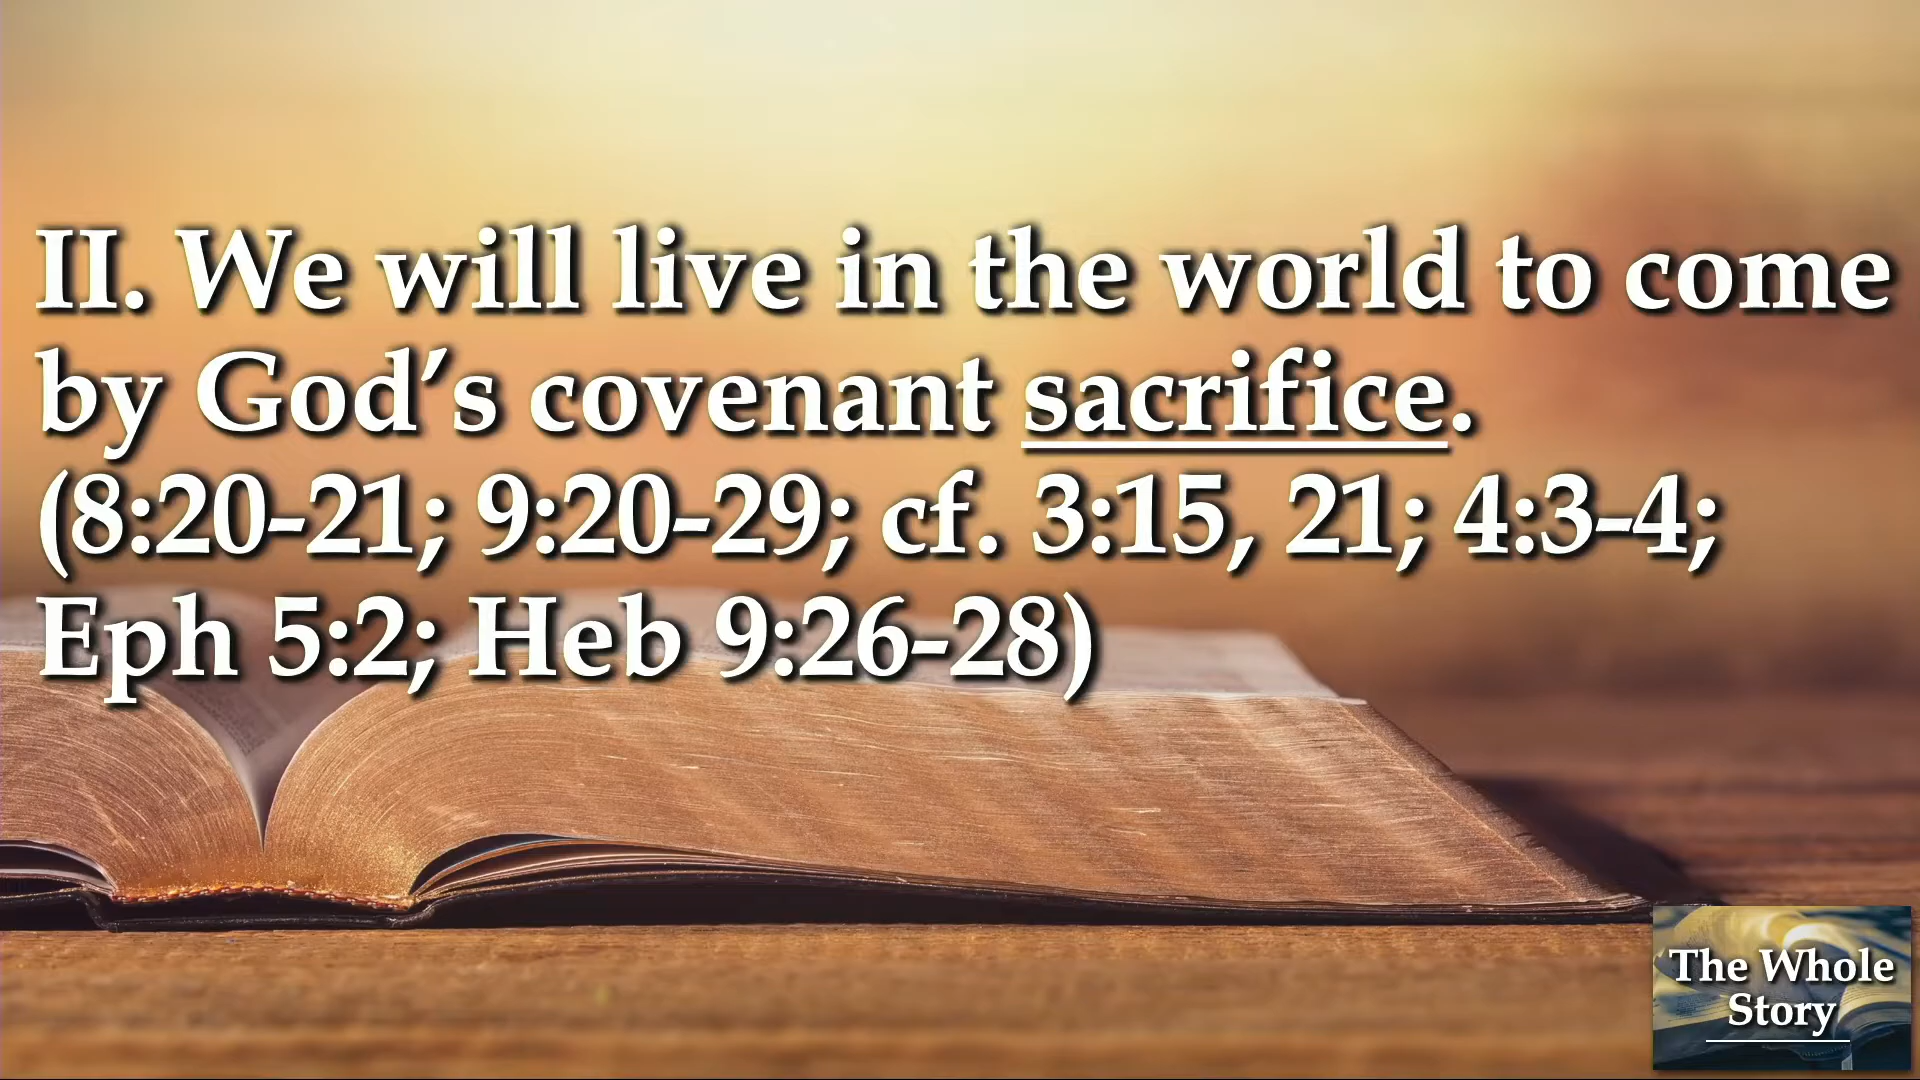 II. We will live in the world to come
by God’s covenant sacrifice.
(8:20-21; 9:20-29; cf. 3:15, 21; 4:3-4;
Eph 5:2; Heb 9:26-28)
The Whole
Story